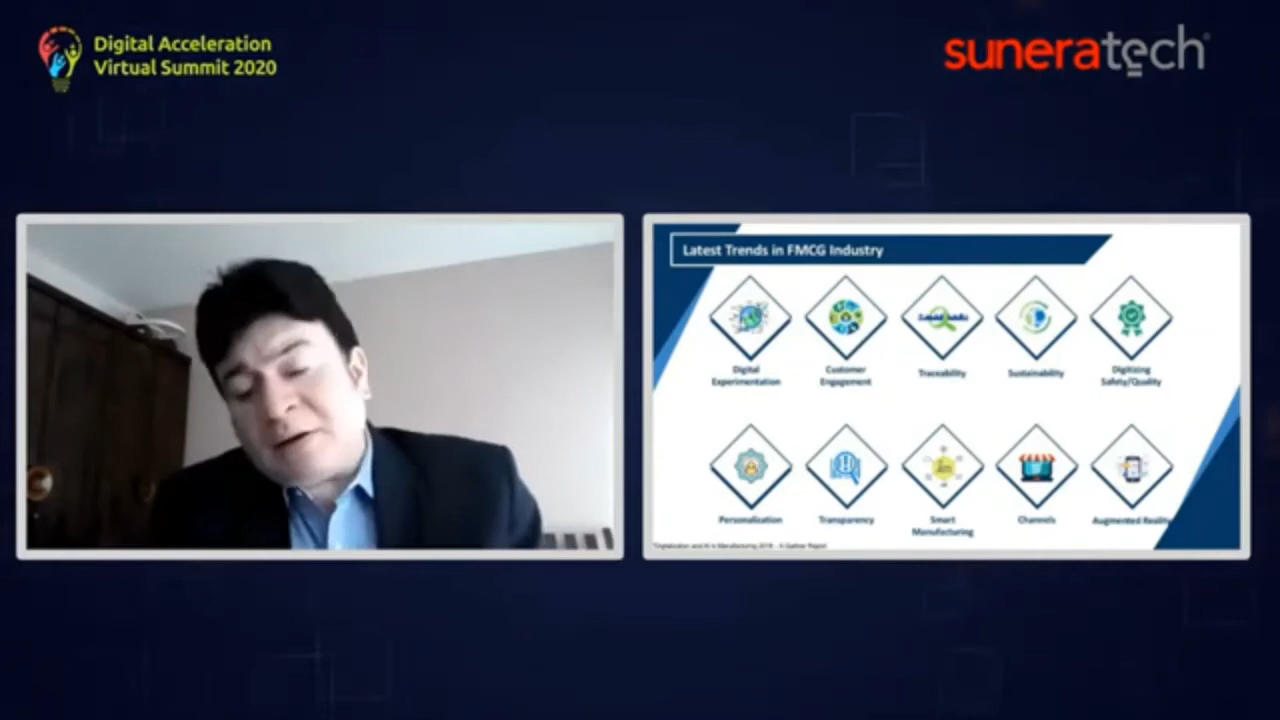 Digital Acceleration
Virtual Summit 2020
suneratech
Latest Trends in FMCG Industry
Digital
Experimentation
Customer
Engagement
Traceability
Sustainability
Digitizing
Safety/Quality
Personalization
Transparency
Smart
Manufacturing
Channels
Augmented Reality